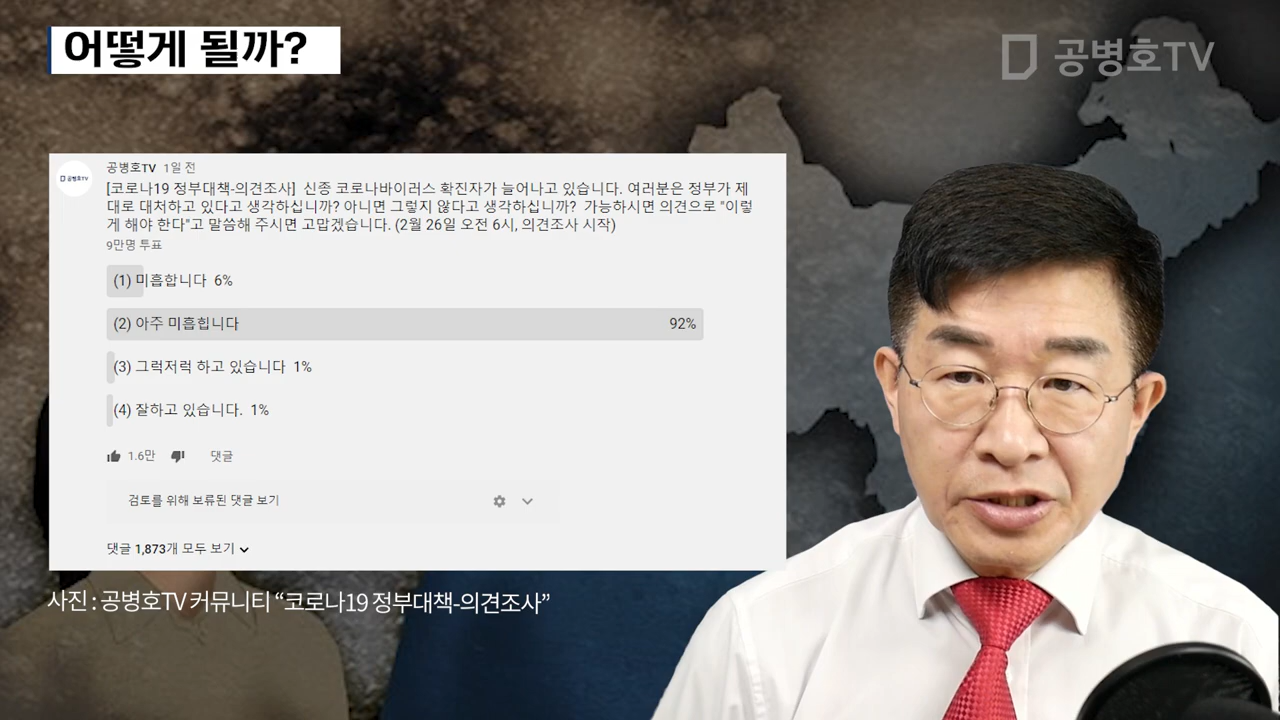 어떻게 될까?
공병호TV
공병호TV
공병호TV 1일 전
[코로나19 정부대책-의견조사] 신종 코로나바이러스 확진자가 늘어나고 있습니다. 여러분은 정부가 제
대로 대처하고 있다고 생각하십니까? 아니면 그렇지 않다고 생각하십니까? 가능하시면 의견으로 "이렇
게 해야 한다"고 말씀해 주시면 고맙겠습니다. (2월 26일 오전 6시, 의견조사 시작)
9만명 투표
(1) 미흡합니다 6%
(2) 아주 미흡힙니다 92%
(3) 그럭저럭 하고 있습니다 1%
(4) 잘하고 있습니다. 1%
1.6만 댓글
검토를 위해 보류된 댓글 보기
댓글 1,873개 모두 보기
사진 : 공병호TV 커뮤니티 “코로나19 정부대책-의견조사”